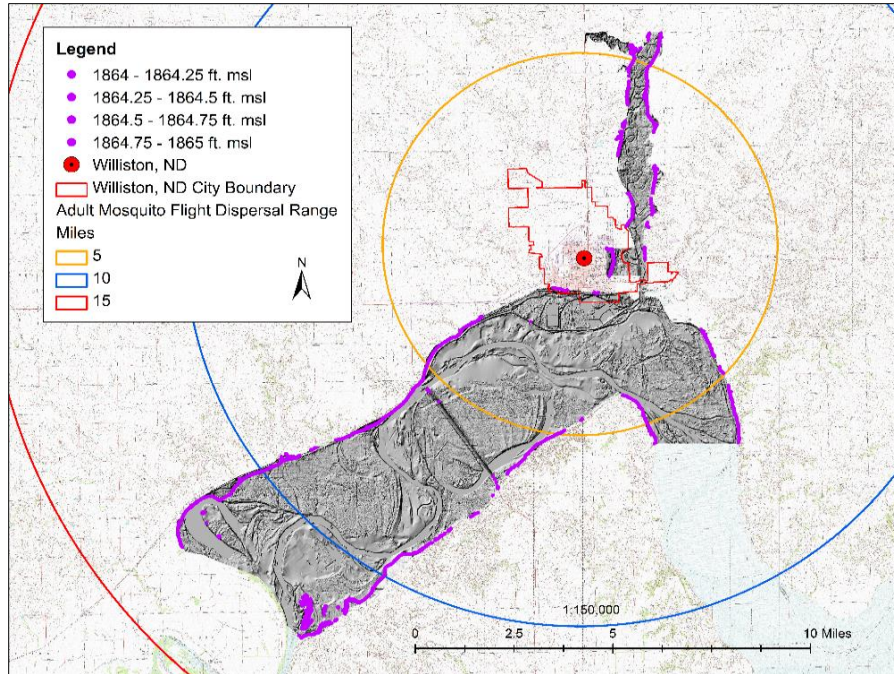 Legend
1864 - 1864.25 ft. msl
1864.25 - 1864.5 ft. msl
1864.5 - 1864.75 ft. msl
1864.75 - 1865 ft. msl
Williston, ND
Williston, ND City Boundary
Adult Mosquito Flight Dispersal Range
Miles
5
10
15
N
1:150,000
0 2.5 5 10 Miles